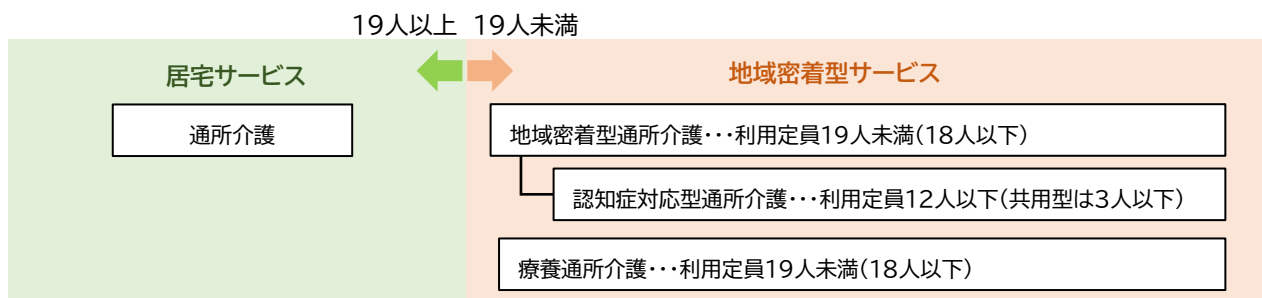 19人以上 19人未満
居宅サービス
地域密着型サービス
通所介護
地域密着型通所介護・・・利用定員19人未満(18人以下)
認知症対応型通所介護・・・利用定員12人以下(共用型は3人以下)
療養通所介護・・・利用定員19人未満(18人以下)